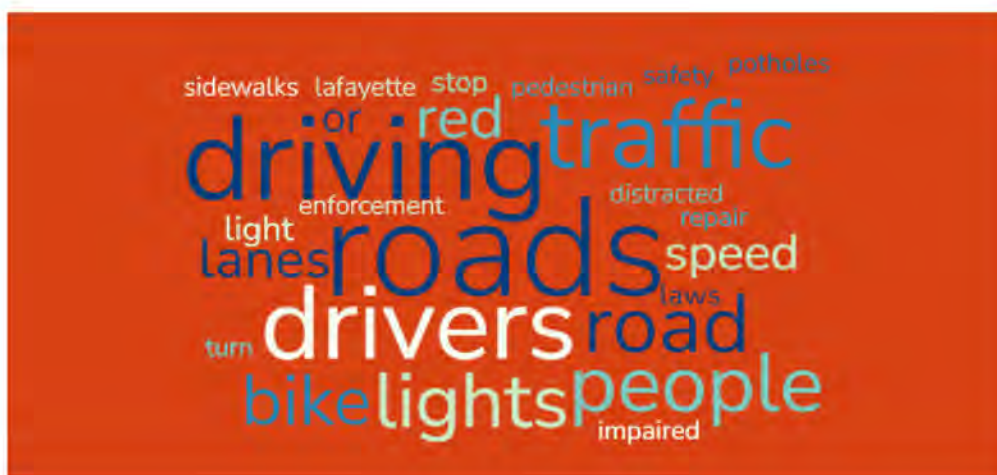 sidewalks lafayette stop pedestrian safety potholes
or red traffic
driving
distracted
enforcement repair
light
lanes roads speed
laws
drivers road
turn
bike lights people
impaired